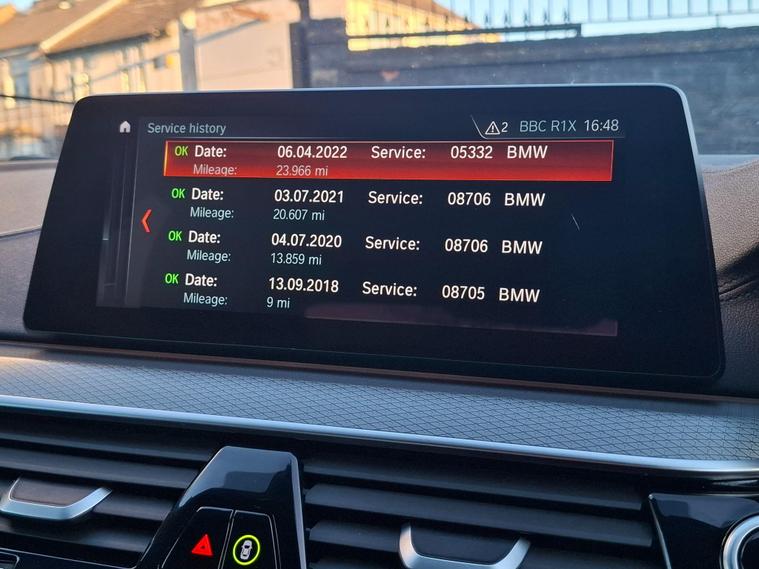 Service history 2 BBC R1X 16:48
OK Date: 06.04.2022 Service: 05332 BMW
Mileage: 23.966 mi
OK Date: 03.07.2021 Service: 08706 BMW
Mileage: 20.607 mi
OK Date: 04.07.2020 Service: 08706 BMW
Mileage: 13.859 mi
OK Date: 13.09.2018 Service: 08705 BMW
Mileage: 9 mi